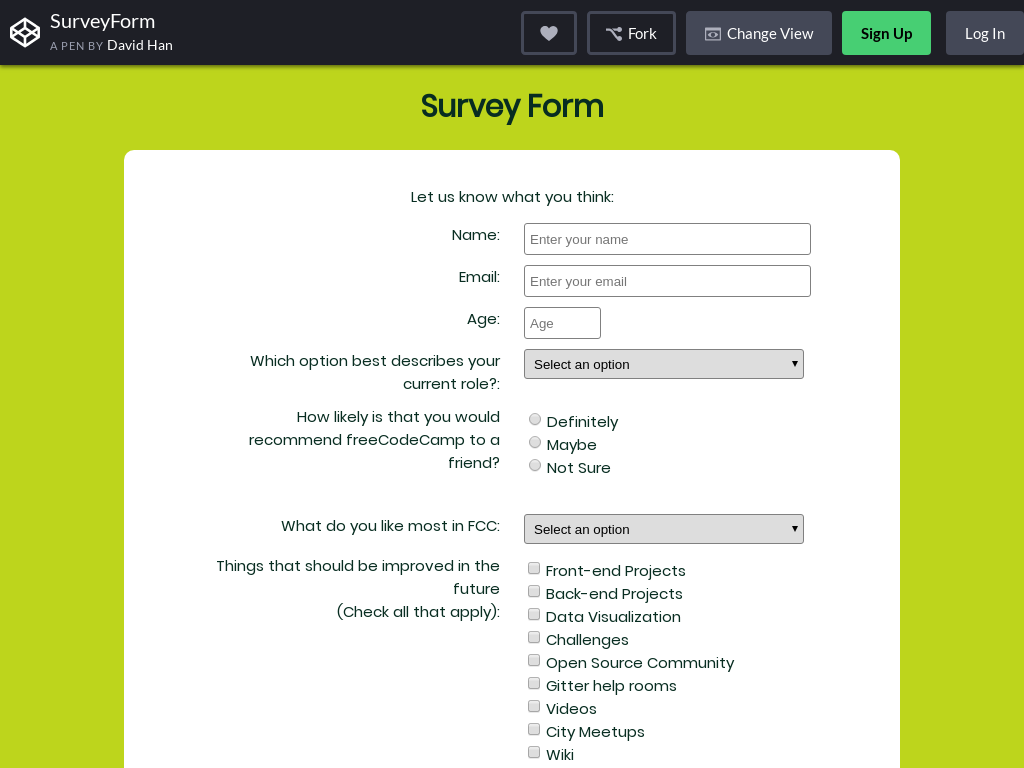 SurveyForm
A PEN BY David Han
Fork
Change View
Sign Up
Log In
Survey Form
Let us know what you think:
Name:
Enter your name
Email:
Enter your email
Age:
Age
Which option best describes your
current role?:
Select an option
How likely is that you would
recommend freeCodeCamp to a
friend?
Definitely
Maybe
Not Sure
What do you like most in FCC:
Select an option
Things that should be improved in the
future
(Check all that apply):
Front-end Projects
Back-end Projects
Data Visualization
Challenges
Open Source Community
Gitter help rooms
Videos
City Meetups
Wiki